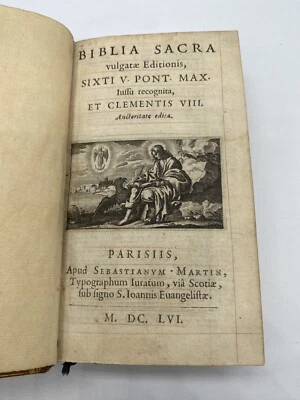 BIBLIA SACRA
vulgatæ Editionis,
SIXTI V. PONT. MAX.
Iussu recognita,
ET CLEMENTIS VIII.
Auctoritate edita.
PARISIIS,
Apud SEBASTIANVM MARTIN,
Typographum Iuratum, viâ Scotiæ,
sub signo S. Ioannis Euangelistæ.
M. DC. LVI.